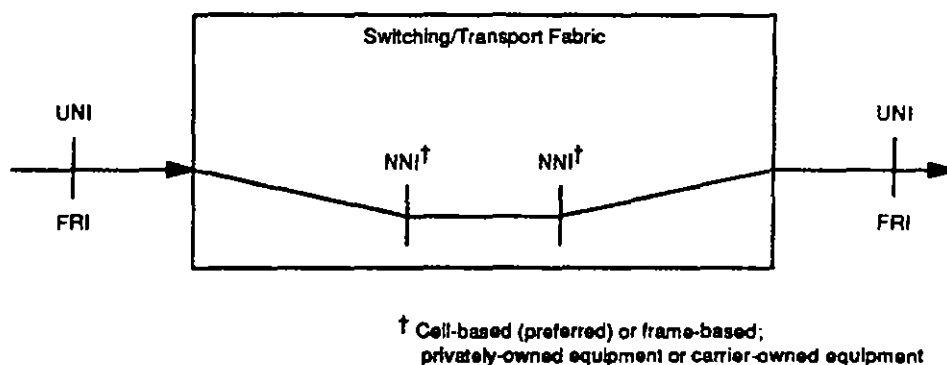 Switching/Transport Fabric
UNI
UNI
NNI†
NNI†
FRI
FRI
† Cell-based (preferred) or frame-based;
privately-owned equipment or carrier-owned equipment